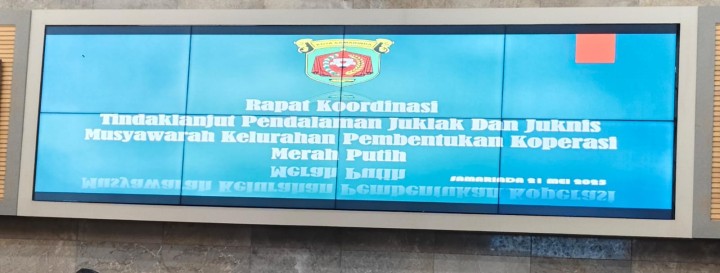 Rapat Koordinasi
Tindaklanjut Pendalaman Juklak Dan Juknis
Musyawarah Kelurahan Pembentukan Koperasi
Merah Putih
SAMARINDA 21 MEI 2025